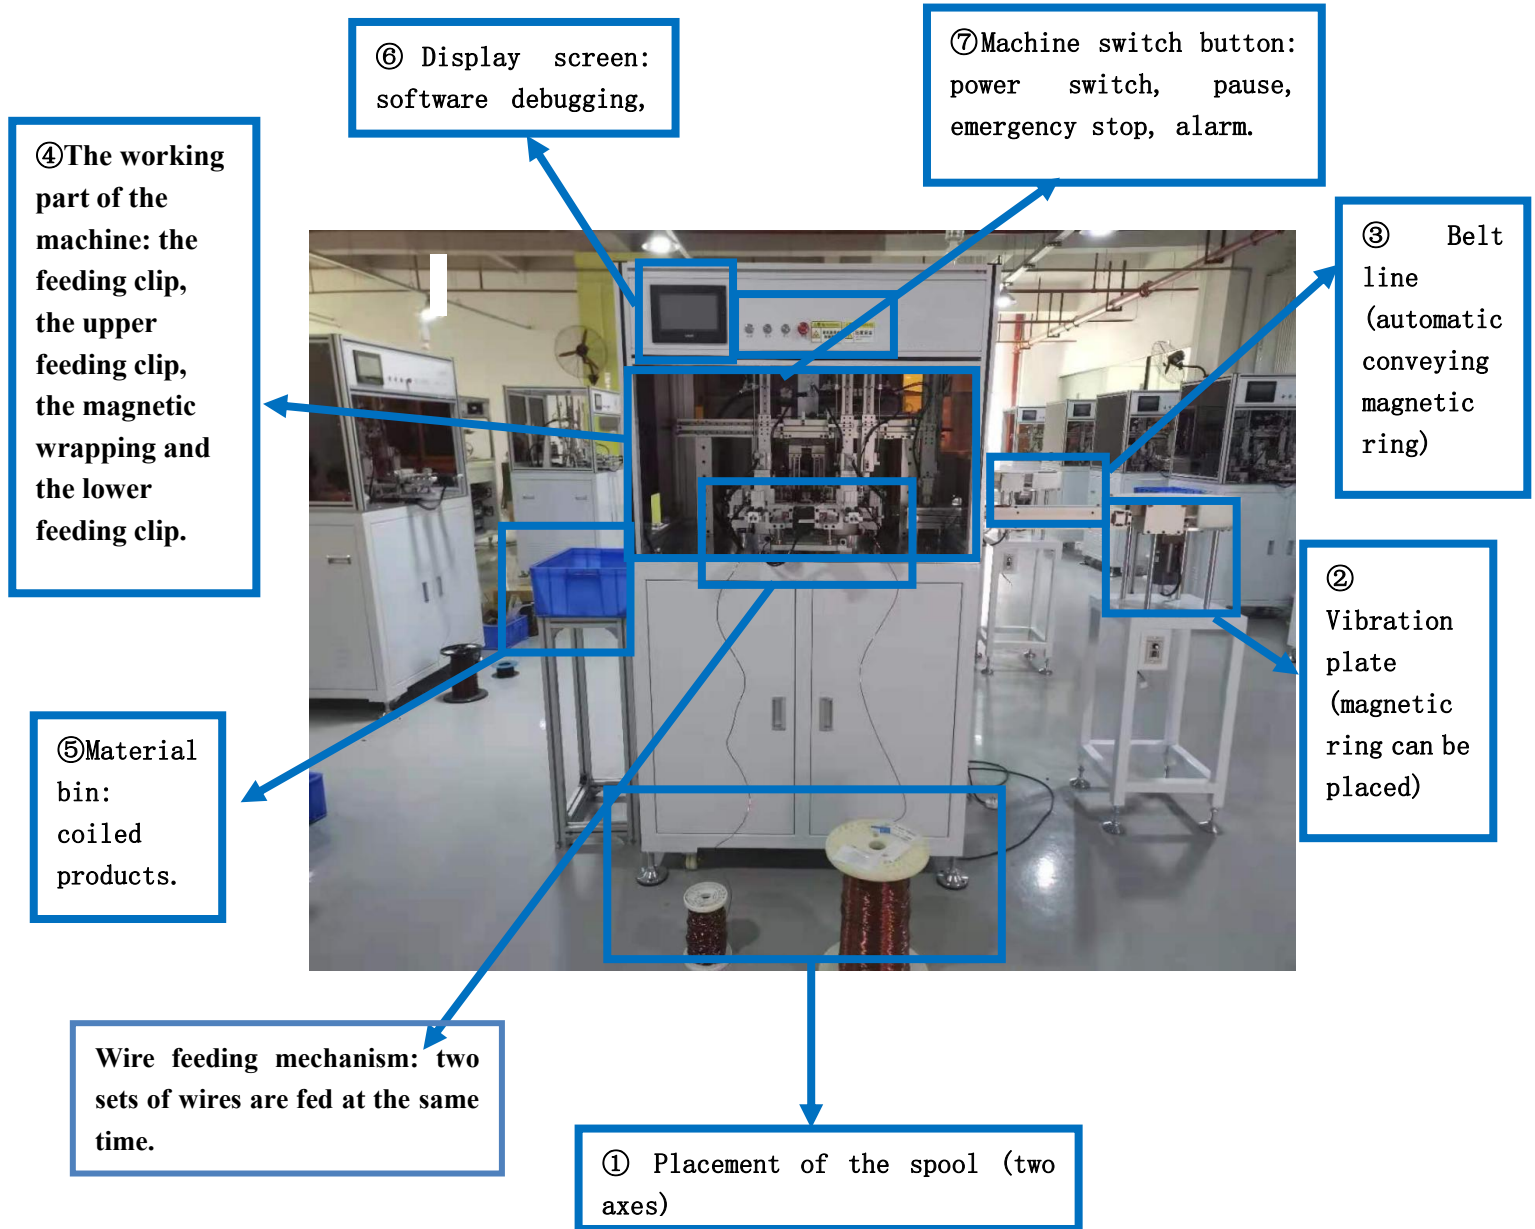 ⑥ Display screen:
software debugging,
⑦Machine switch button:
power switch, pause,
emergency stop, alarm.
④The working
part of the
machine: the
feeding clip,
the upper
feeding clip,
the magnetic
wrapping and
the lower
feeding clip.
③ Belt
line
(automatic
conveying
magnetic
ring)
②
Vibration
plate
(magnetic
ring can be
placed)
⑤Material
bin:
coiled
products.
Wire feeding mechanism: two
sets of wires are fed at the same
time.
① Placement of the spool (two
axes)